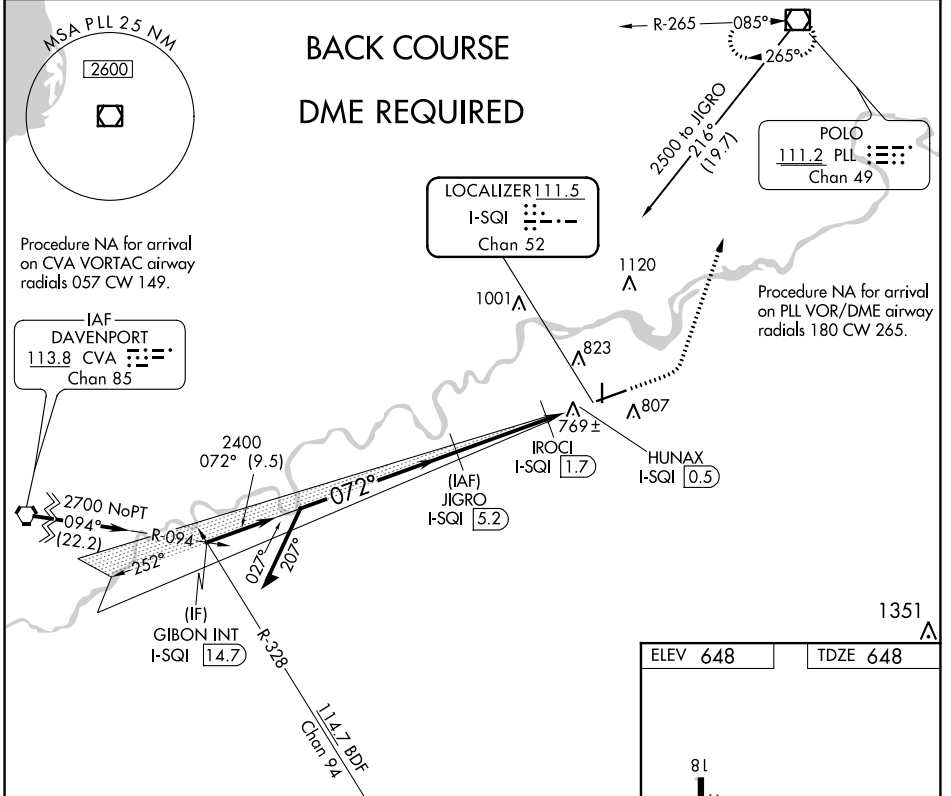 MSA PLL 25 NM
2600
BACK COURSE
DME REQUIRED
R-265
085°
265°
2500 to JIGRO
216°
(19.7)
POLO
111.2 PLL
Chan 49
LOCALIZER 111.5
I-SQI
Chan 52
Procedure NA for arrival
on CVA VORTAC airway
radials 057 CW 149.
1001
1120
Procedure NA for arrival
on PLL VOR/DME airway
radials 180 CW 265.
IAF
DAVENPORT
113.8 CVA
Chan 85
823
807
769±
2400
072° (9.5)
072°
IROCI
I-SQI 1.7
HUNAX
I-SQI 0.5
(IAF)
JIGRO
I-SQI 5.2
2700 NoPT
094°
(22.2)
R-094
252°
027°
207°
(IF)
GIBON INT
I-SQI 14.7
R-328
114.7 BDF
Chan 94
1351
ELEV 648
TDZE 648
18